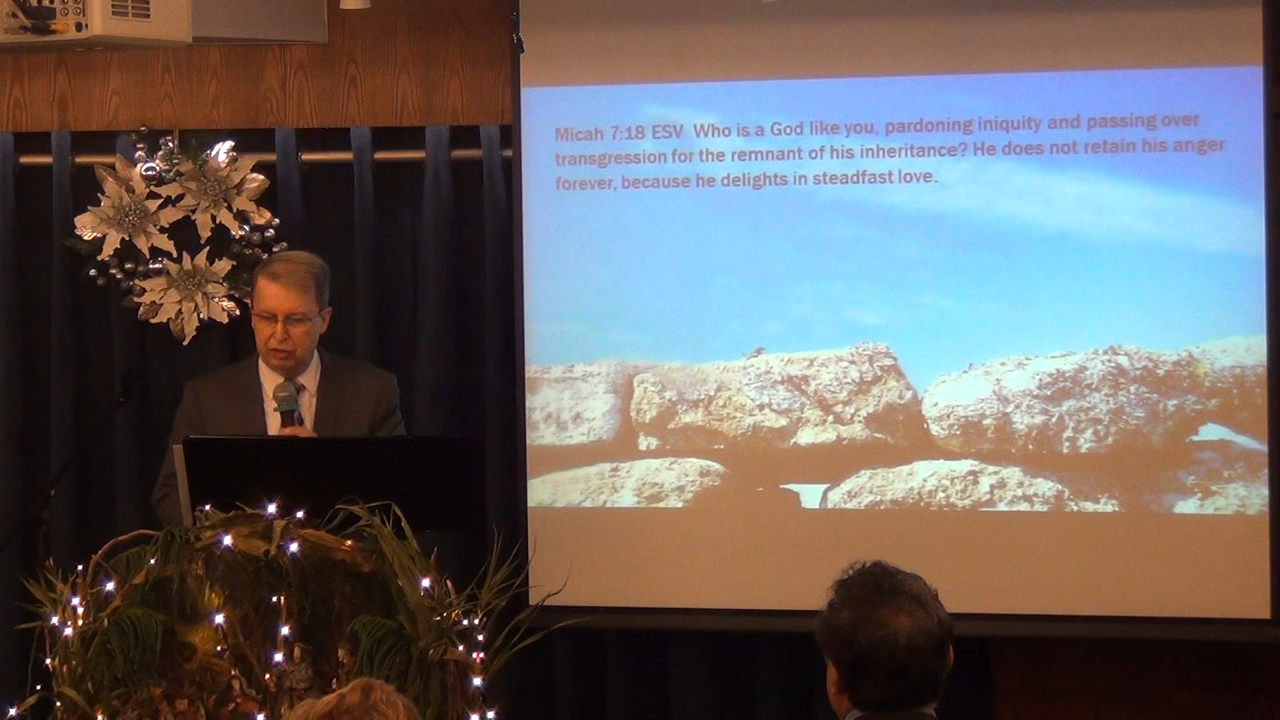 Micah 7:18 ESV Who is a God like you, pardoning iniquity and passing over
transgression for the remnant of his inheritance? He does not retain his anger
forever, because he delights in steadfast love.